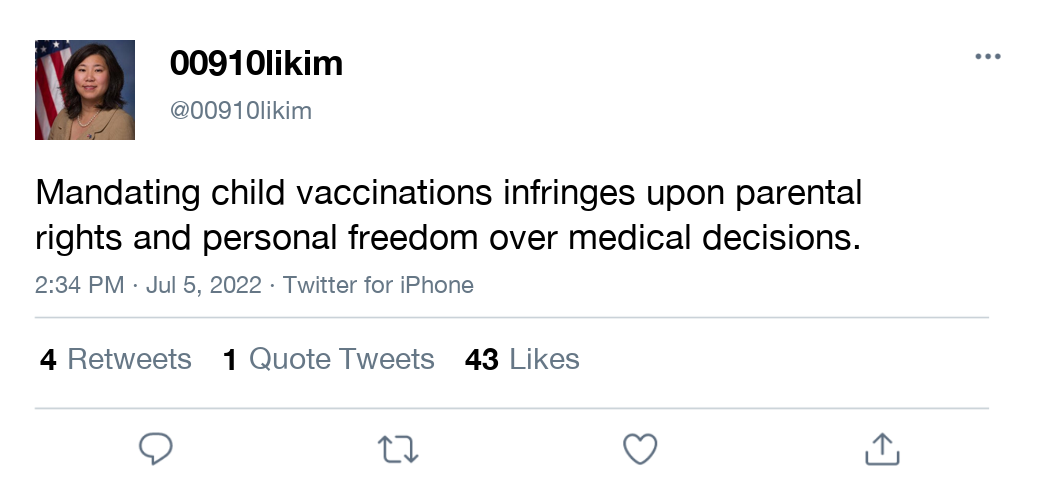 00910likim
@00910likim
Mandating child vaccinations infringes upon parental
rights and personal freedom over medical decisions.
2:34 PM · Jul 5, 2022 · Twitter for iPhone
4 Retweets 1 Quote Tweets 43 Likes